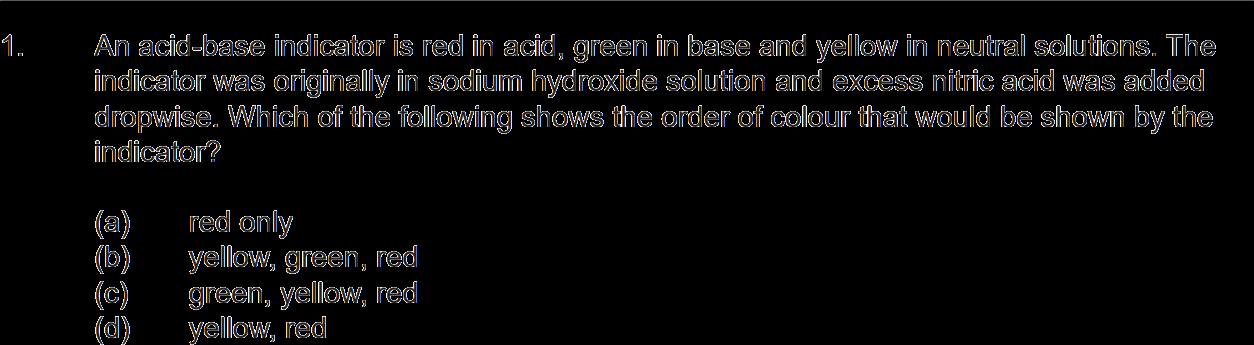 1. An acid-base indicator is red in acid, green in base and yellow in neutral solutions. The
indicator was originally in sodium hydroxide solution and excess nitric acid was added
dropwise. Which of the following shows the order of colour that would be shown by the
indicator?
(a) red only
(b) yellow, green, red
(c) green, yellow, red
(d) yellow, red